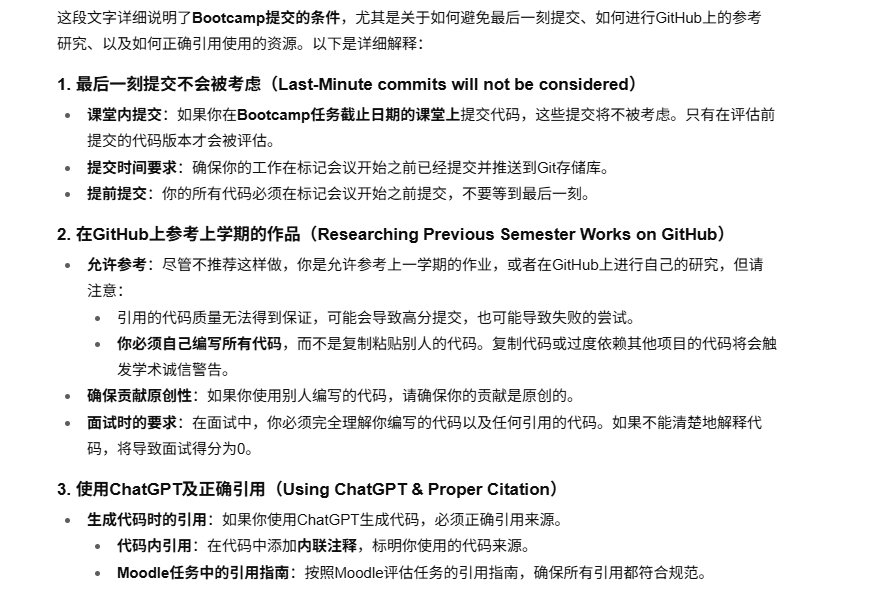 这段文字详细说明了Bootcamp提交的条件，尤其是关于如何避免最后一刻提交、如何进行GitHub上的参考
研究、以及如何正确引用使用的资源。以下是详细解释：
1. 最后一刻提交不会被考虑（Last-Minute commits will not be considered）
• 课堂内提交：如果你在Bootcamp任务截止日期的课堂上提交代码，这些提交将不被考虑。只有在评估前
提交的代码版本才会被评估。
• 提交时间要求：确保你的工作在标记会议开始之前已经提交并推送到Git存储库。
• 提前提交：你的所有代码必须在标记会议开始之前提交，不要等到最后一刻。
2. 在GitHub上参考上学期的作品（Researching Previous Semester Works on GitHub）
• 允许参考：尽管不推荐这样做，你是允许参考上一学期的作业，或者在GitHub上进行自己的研究，但请
注意：
• 引用的代码质量无法得到保证，可能会导致高分提交，也可能导致失败的尝试。
• 你必须自己编写所有代码，而不是复制粘贴别人的代码。复制代码或过度依赖其他项目的代码将会触
发学术诚信警告。
• 确保贡献原创性：如果你使用别人编写的代码，请确保你的贡献是原创的。
• 面试时的要求：在面试中，你必须完全理解你编写的代码以及任何引用的代码。如果不能清楚地解释代
码，将导致面试得分为0。
3. 使用ChatGPT及正确引用（Using ChatGPT & Proper Citation）
• 生成代码时的引用：如果你使用ChatGPT生成代码，必须正确引用来源。
• 代码内引用：在代码中添加内联注释，标明你使用的代码来源。
• Moodle任务中的引用指南：按照Moodle评估任务的引用指南，确保所有引用都符合规范。